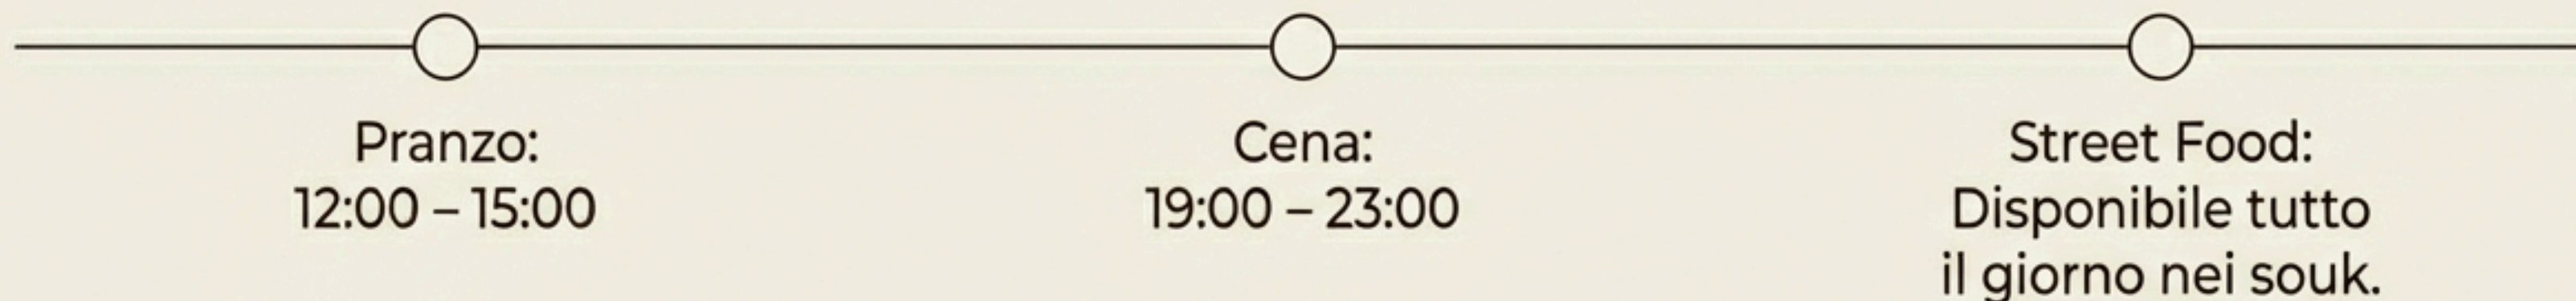 Pranzo:
12:00 – 15:00
Cena:
19:00 – 23:00
Street Food:
Disponibile tutto
il giorno nei souk.